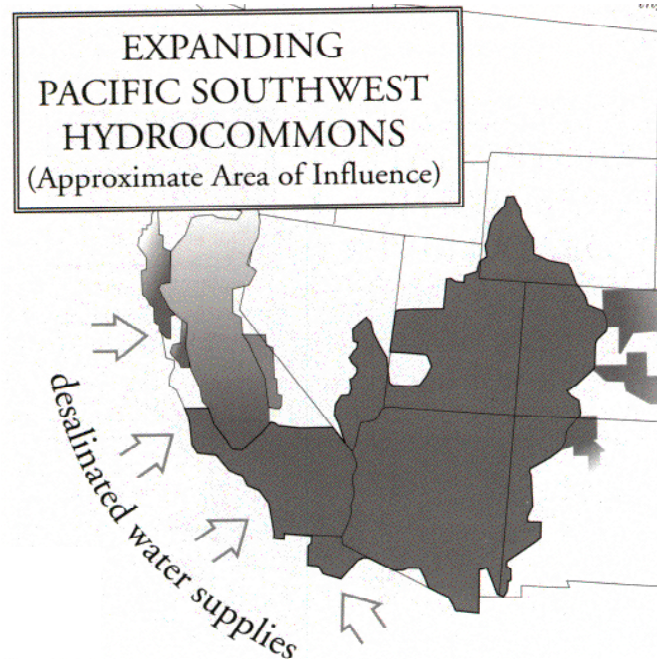 EXPANDING
PACIFIC SOUTHWEST
HYDROCOMMONS
(Approximate Area of Influence)
desalinated water supplies